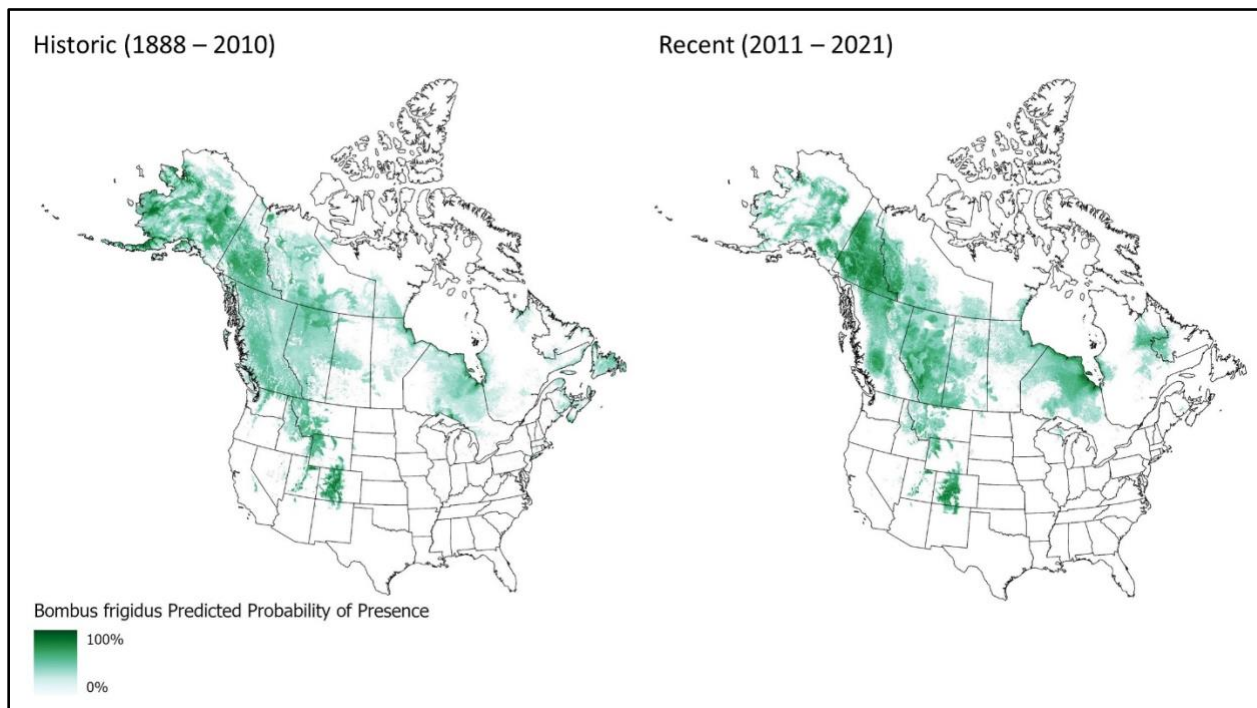 Historic (1888 – 2010)
Recent (2011 – 2021)
Bombus frigidus Predicted Probability of Presence
100%
0%